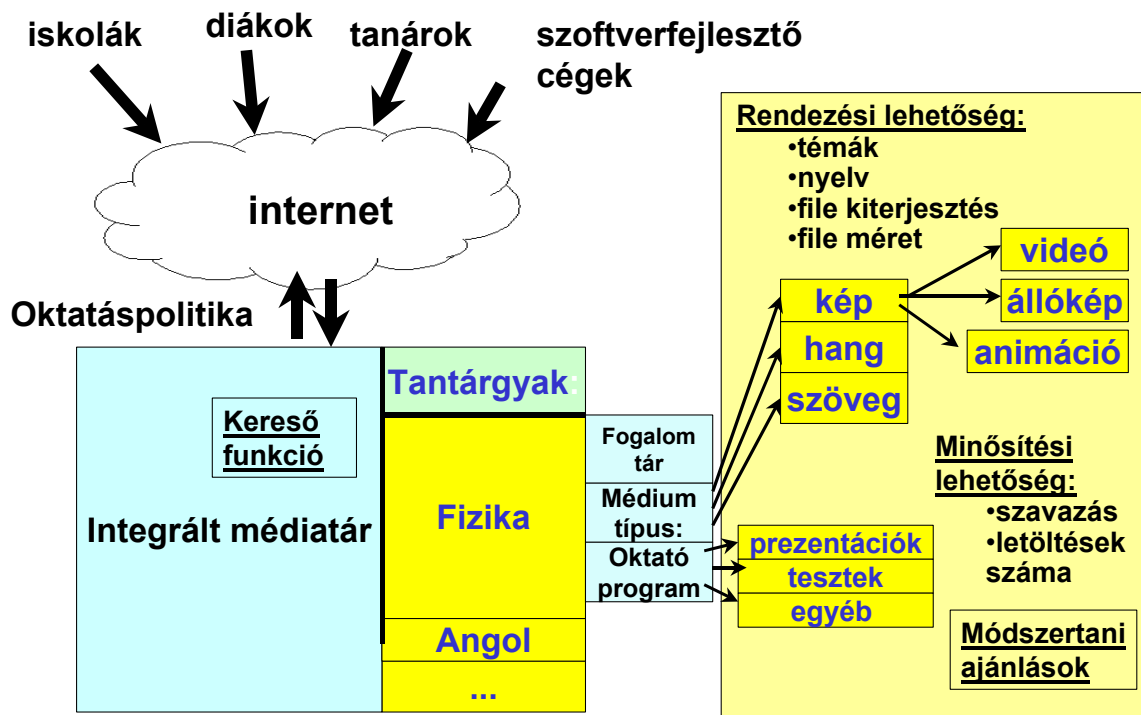 iskolák
diákok
tanárok
szoftverfejlesztő
cégek
internet
Oktatáspolitika
Integrált médiatár
Kereső
funkció
Tantárgyak:
Fizika
Angol
...
Fogalom
tár
Médium
típus:
Oktató
program
Rendezési lehetőség:
•témák
•nyelv
•file kiterjesztés
•file méret
kép
hang
szöveg
videó
állókép
animáció
prezentációk
tesztek
egyéb
Minősítési
lehetőség:
•szavazás
•letöltések
száma
Módszertani
ajánlások